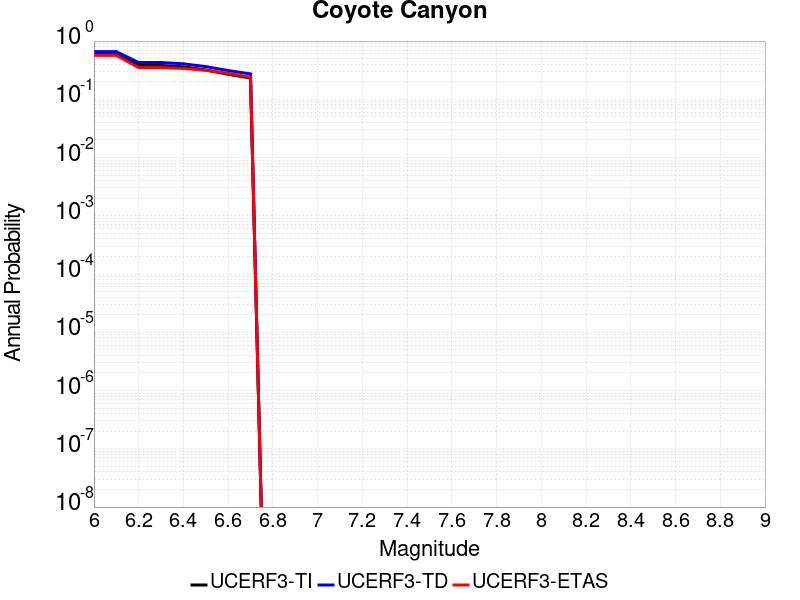 Coyote Canyon
Annual Probability
10^0
10^-1
10^-2
10^-3
10^-4
10^-5
10^-6
10^-7
10^-8
6 6.2 6.4 6.6 6.8 7 7.2 7.4 7.6 7.8 8 8.2 8.4 8.6 8.8 9
Magnitude
UCERF3-TI UCERF3-TD UCERF3-ETAS